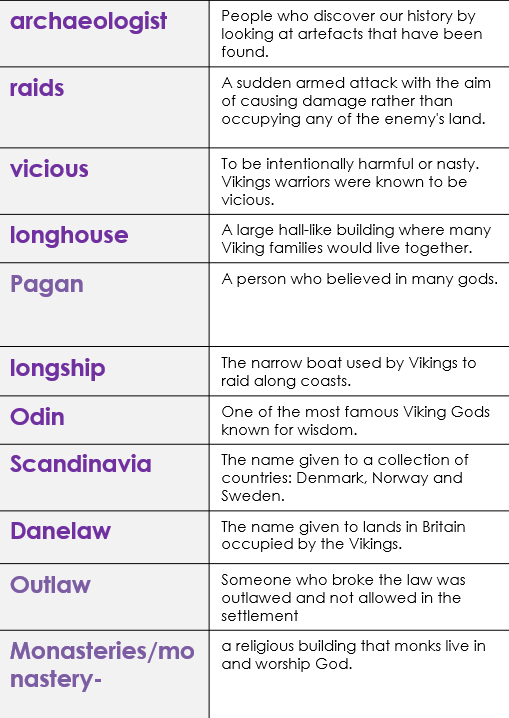 archaeologist
People who discover our history by
looking at artefacts that have been
found.
raids
A sudden armed attack with the aim
of causing damage rather than
occupying any of the enemy's land.
vicious
To be intentionally harmful or nasty.
Vikings warriors were known to be
vicious.
longhouse
A large hall-like building where many
Viking families would live together.
Pagan
A person who believed in many gods.
longship
The narrow boat used by Vikings to
raid along coasts.
Odin
One of the most famous Viking Gods
known for wisdom.
Scandinavia
The name given to a collection of
countries: Denmark, Norway and
Sweden.
Danelaw
The name given to lands in Britain
occupied by the Vikings.
Outlaw
Someone who broke the law was
outlawed and not allowed in the
settlement
Monasteries/mo
nastery-
a religious building that monks live in
and worship God.